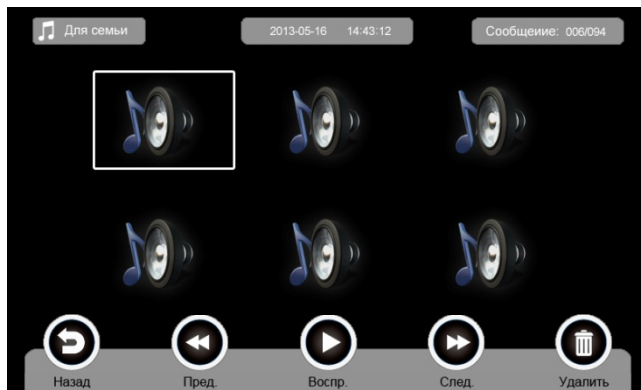 Для семьи
2013-05-16 14:43:12
Сообщеиие: 006/094
Назад
Пред.
Воспр.
След.
Удалить